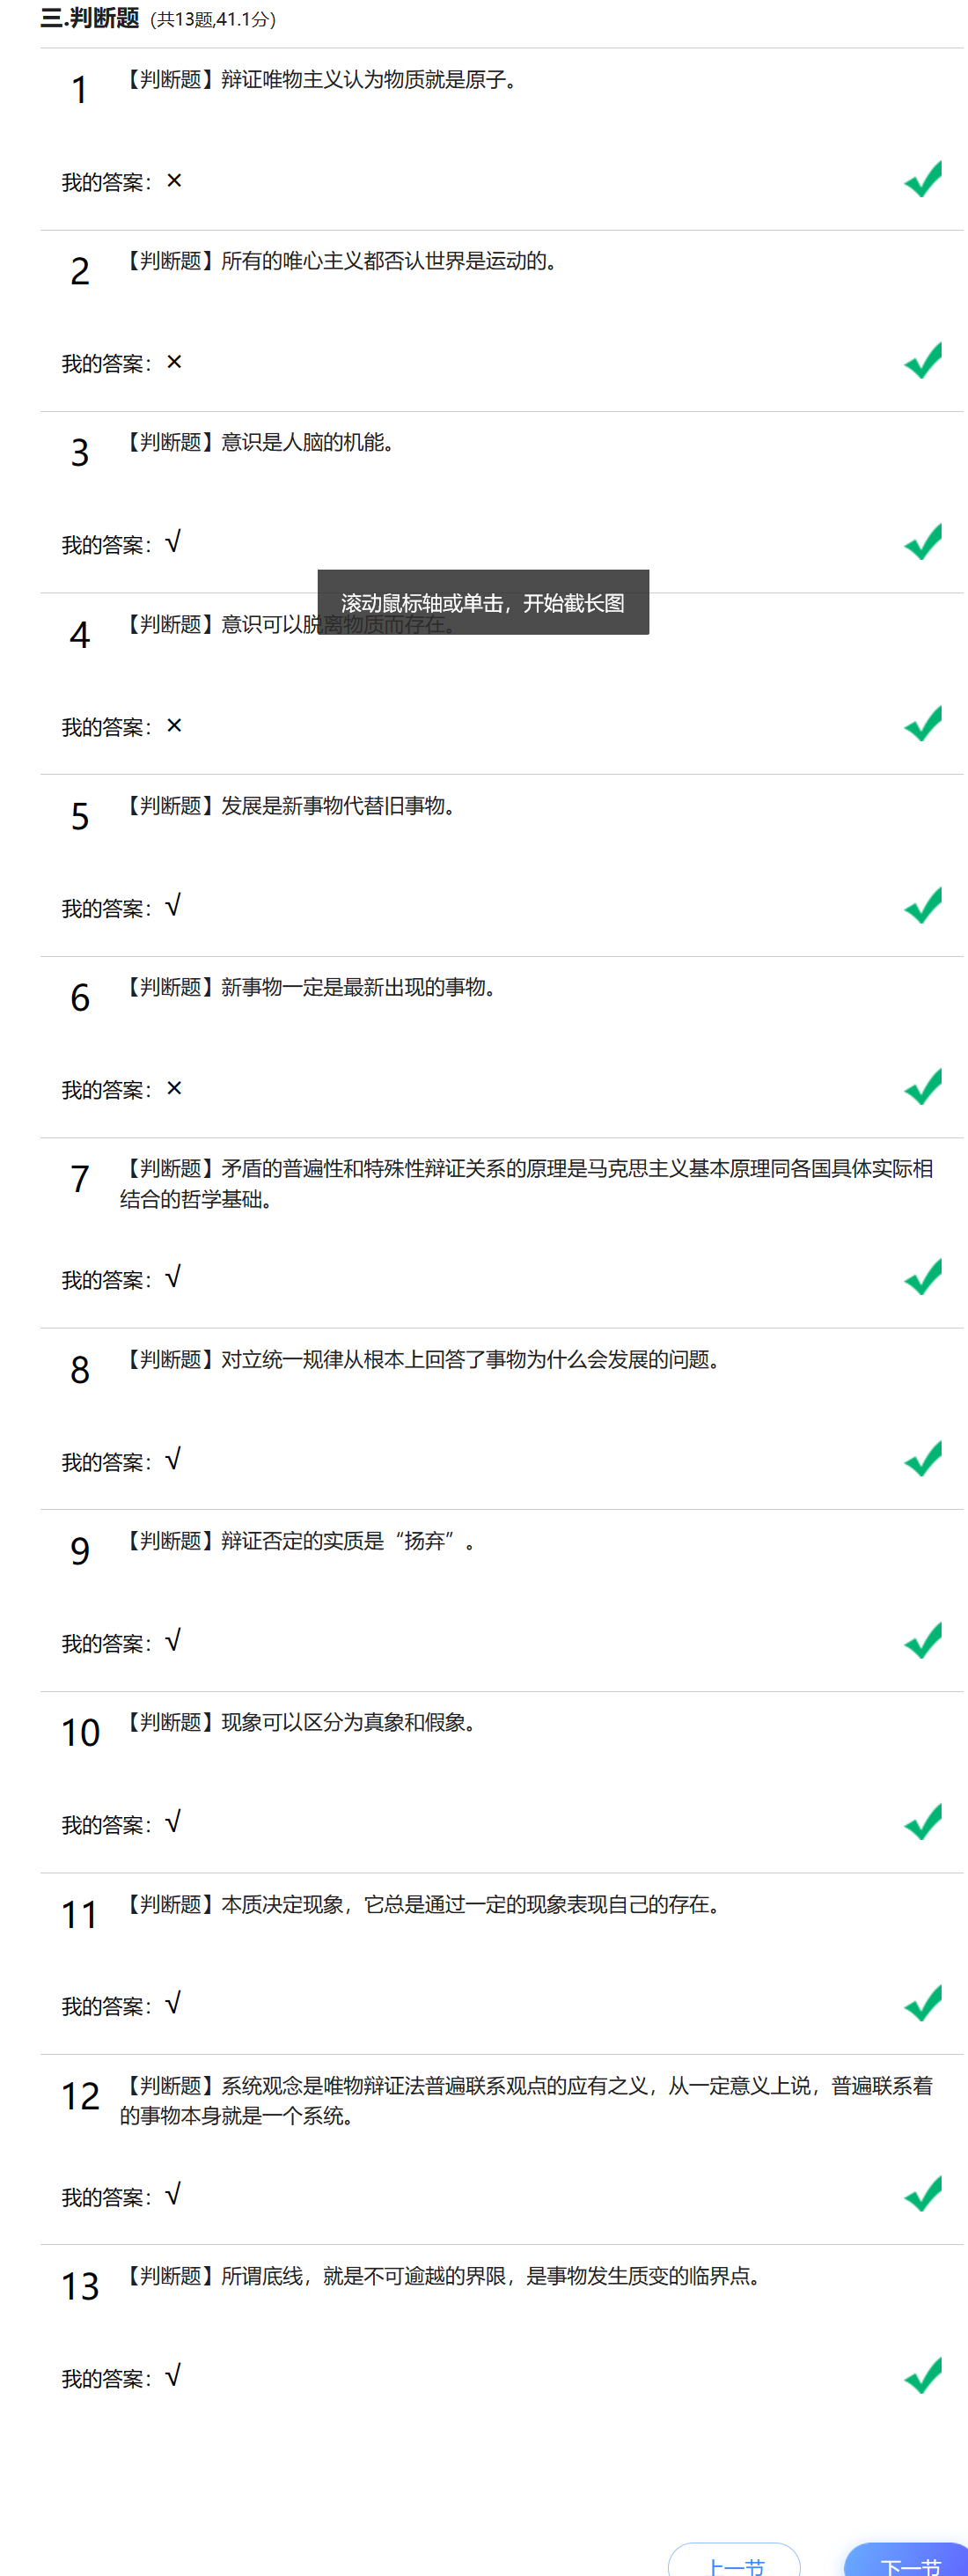 三.判断题 (共13题,41.1分)
1 【判断题】辩证唯物主义认为物质就是原子。
我的答案：×
2 【判断题】所有的唯心主义都否认世界是运动的。
我的答案：×
3 【判断题】意识是人脑的机能。
我的答案：√
滚动鼠标轴或单击，开始截长图
4 【判断题】意识可以脱离物质而存在。
我的答案：×
5 【判断题】发展是新事物代替旧事物。
我的答案：√
6 【判断题】新事物一定是最新出现的事物。
我的答案：×
7 【判断题】矛盾的普遍性和特殊性辩证关系的原理是马克思主义基本原理同各国具体实际相
结合的哲学基础。
我的答案：√
8 【判断题】对立统一规律从根本上回答了事物为什么会发展的问题。
我的答案：√
9 【判断题】辩证否定的实质是“扬弃”。
我的答案：√
10 【判断题】现象可以区分为真象和假象。
我的答案：√
11 【判断题】本质决定现象，它总是通过一定的现象表现自己的存在。
我的答案：√
12 【判断题】系统观念是唯物辩证法普遍联系观点的应有之义，从一定意义上说，普遍联系着
的事物本身就是一个系统。
我的答案：√
13 【判断题】所谓底线，就是不可逾越的界限，是事物发生质变的临界点。
我的答案：√
上一节 下一节